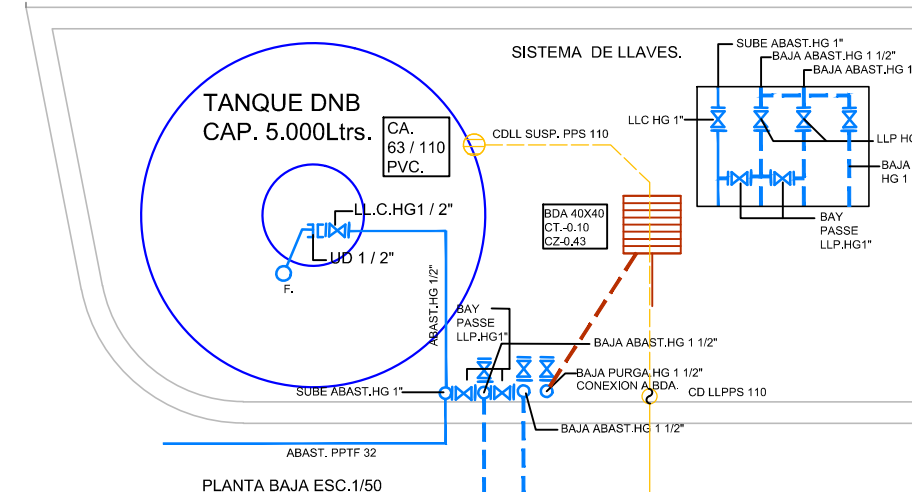 SISTEMA DE LLAVES.
SUBE ABAST.HG 1"
BAJA ABAST.HG 1 1/2"
BAJA ABAST.HG 1
LLC HG 1"
LLP HG
BAJA
HG 1
BAY
PASSE
LLP.HG1"
TANQUE DNB
CAP. 5.000Ltrs.
CA.
63 / 110
PVC.
CDLL SUSP. PPS 110
LL.C.HG1 / 2"
UD 1 / 2"
F.
ABAST.HG 1/2"
BDA 40X40
CT.-0.10
CZ-0.43
BAY
PASSE
LLP.HG1"
BAJA ABAST.HG 1 1/2"
BAJA PURGA.HG 1 1/2"
CONEXION A BDA.
SUBE ABAST.HG 1"
CD LLPPS 110
BAJA ABAST.HG 1 1/2"
ABAST. PPTF 32
PLANTA BAJA ESC.1/50